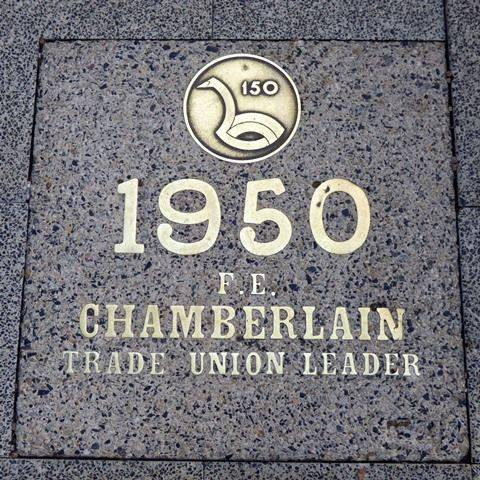 150
1950
F.E.
CHAMBERLAIN
TRADE UNION LEADER